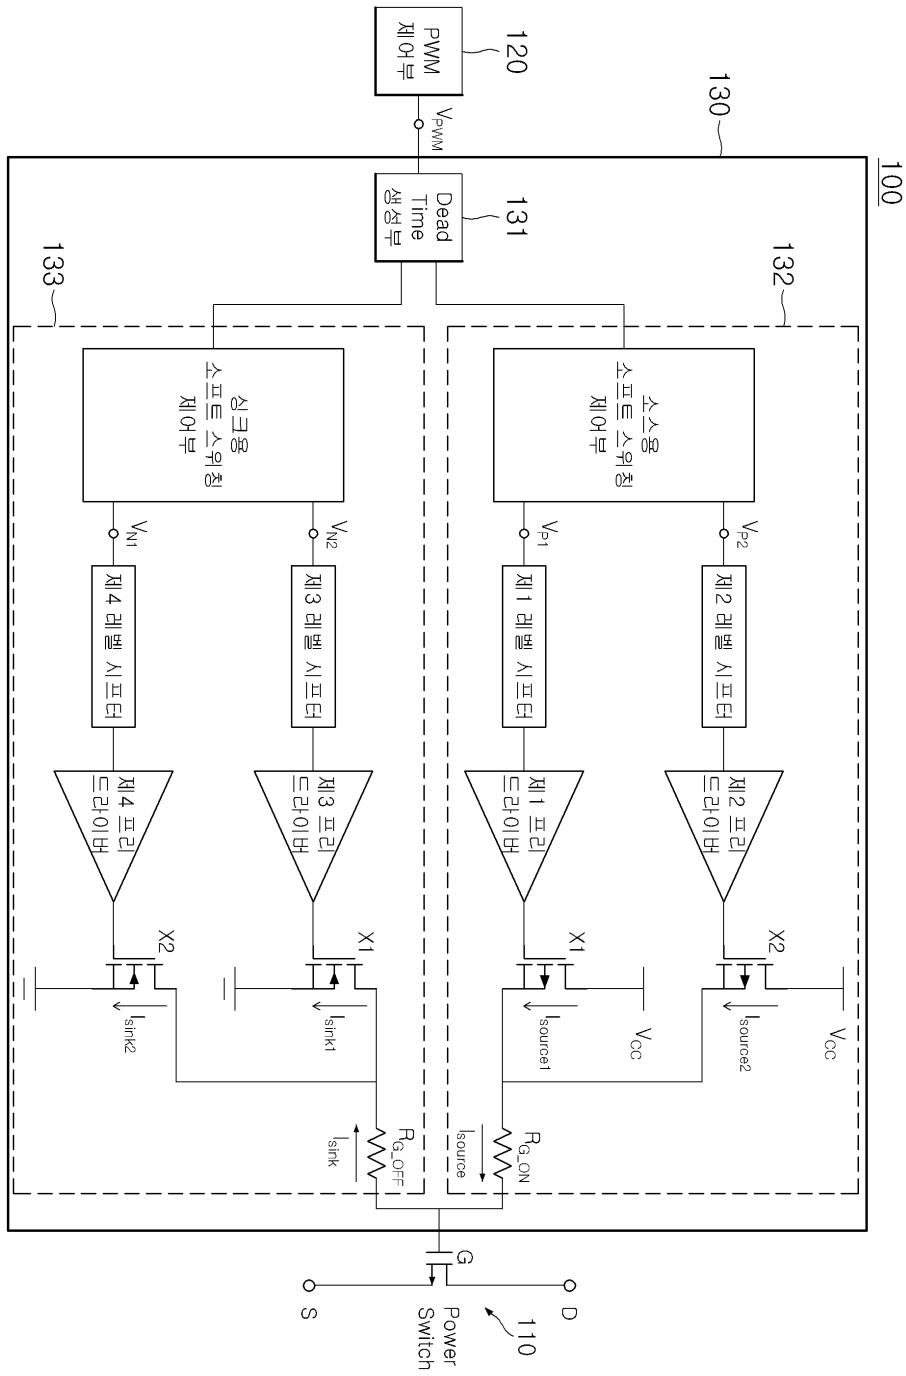 100
120
PWM
제어부
V_PWM
130
131
Dead
Time
생성부
132
소스용
소프트 스위칭
제어부
V_P2
제2 레벨 시프터
제2 프리
드라이버
X2
V_CC
I_source2
V_P1
제1 레벨 시프터
제1 프리
드라이버
X1
V_CC
I_source1
R_G_ON
I_source
133
싱크용
소프트 스위칭
제어부
V_N2
제3 레벨 시프터
제3 프리
드라이버
X1
I_sink1
V_N1
제4 레벨 시프터
제4 프리
드라이버
X2
I_sink2
R_G_OFF
I_sink
G
D
S
110
Power
Switch